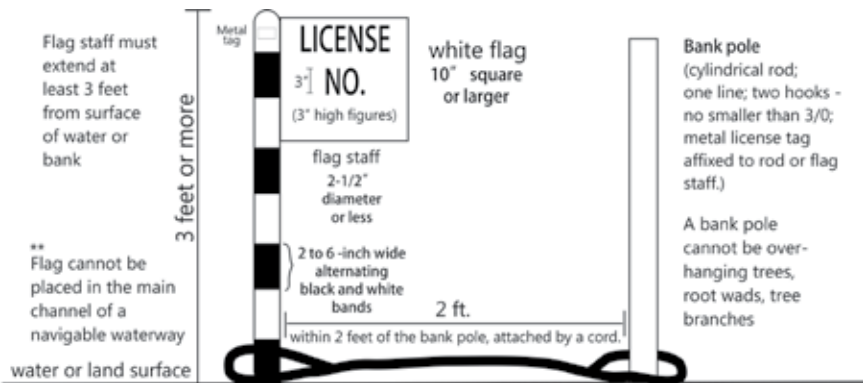 Flag staff must
extend at
least 3 feet
from surface
of water or
bank
**
Flag cannot be
placed in the main
channel of a
navigable waterway
water or land surface
3 feet or more
Metal
tag
LICENSE
3" NO.
(3" high figures)
white flag
10" square
or larger
flag staff
2-1/2"
diameter
or less
2 to 6 -inch wide
alternating
black and white
bands
2 ft.
within 2 feet of the bank pole, attached by a cord.
Bank pole
(cylindrical rod;
one line; two hooks -
no smaller than 3/0;
metal license tag
affixed to rod or flag
staff.)
A bank pole
cannot be over-
hanging trees,
root wads, tree
branches